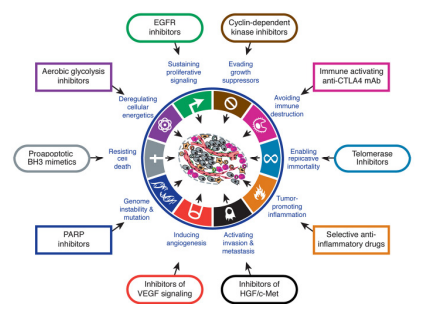 EGFR
inhibitors
Cyclin-dependent
kinase inhibitors
Sustaining
proliferative
signaling
Evading
growth
suppressors
Aerobic glycolysis
inhibitors
Immune activating
anti-CTLA4 mAb
Deregulating
cellular
energetics
Avoiding
immune
destruction
Proapoptotic
BH3 mimetics
Resisting
cell
death
Enabling
replicative
immortality
Telomerase
Inhibitors
Genome
instability &
mutation
Tumor-
promoting
inflammation
PARP
inhibitors
Inducing
angiogenesis
Activating
invasion &
metastasis
Selective anti-
inflammatory drugs
Inhibitors of
VEGF signaling
Inhibitors of
HGF/c-Met